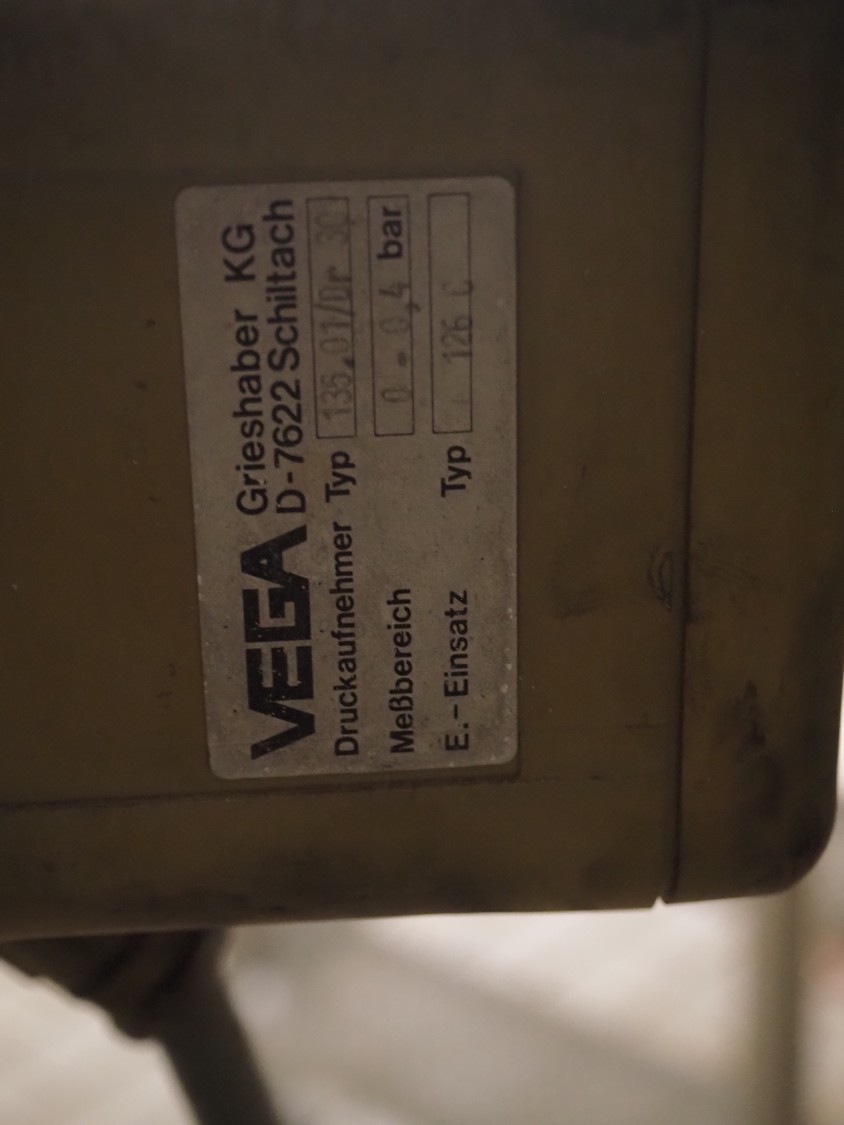 VEGA Grieshaber KG
D-7622 Schiltach
Druckaufnehmer Typ 135.01/Dr 30
Meßbereich 0 - 0,4 bar
E.-Einsatz Typ 126 C